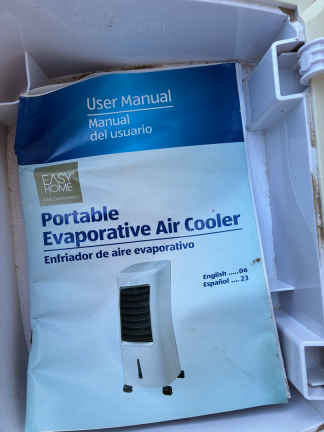 User Manual
Manual
del usuario
EASY
HOME
Portable
Evaporative Air Cooler
Enfriador de aire evaporativo
English .....06
Español .... 23